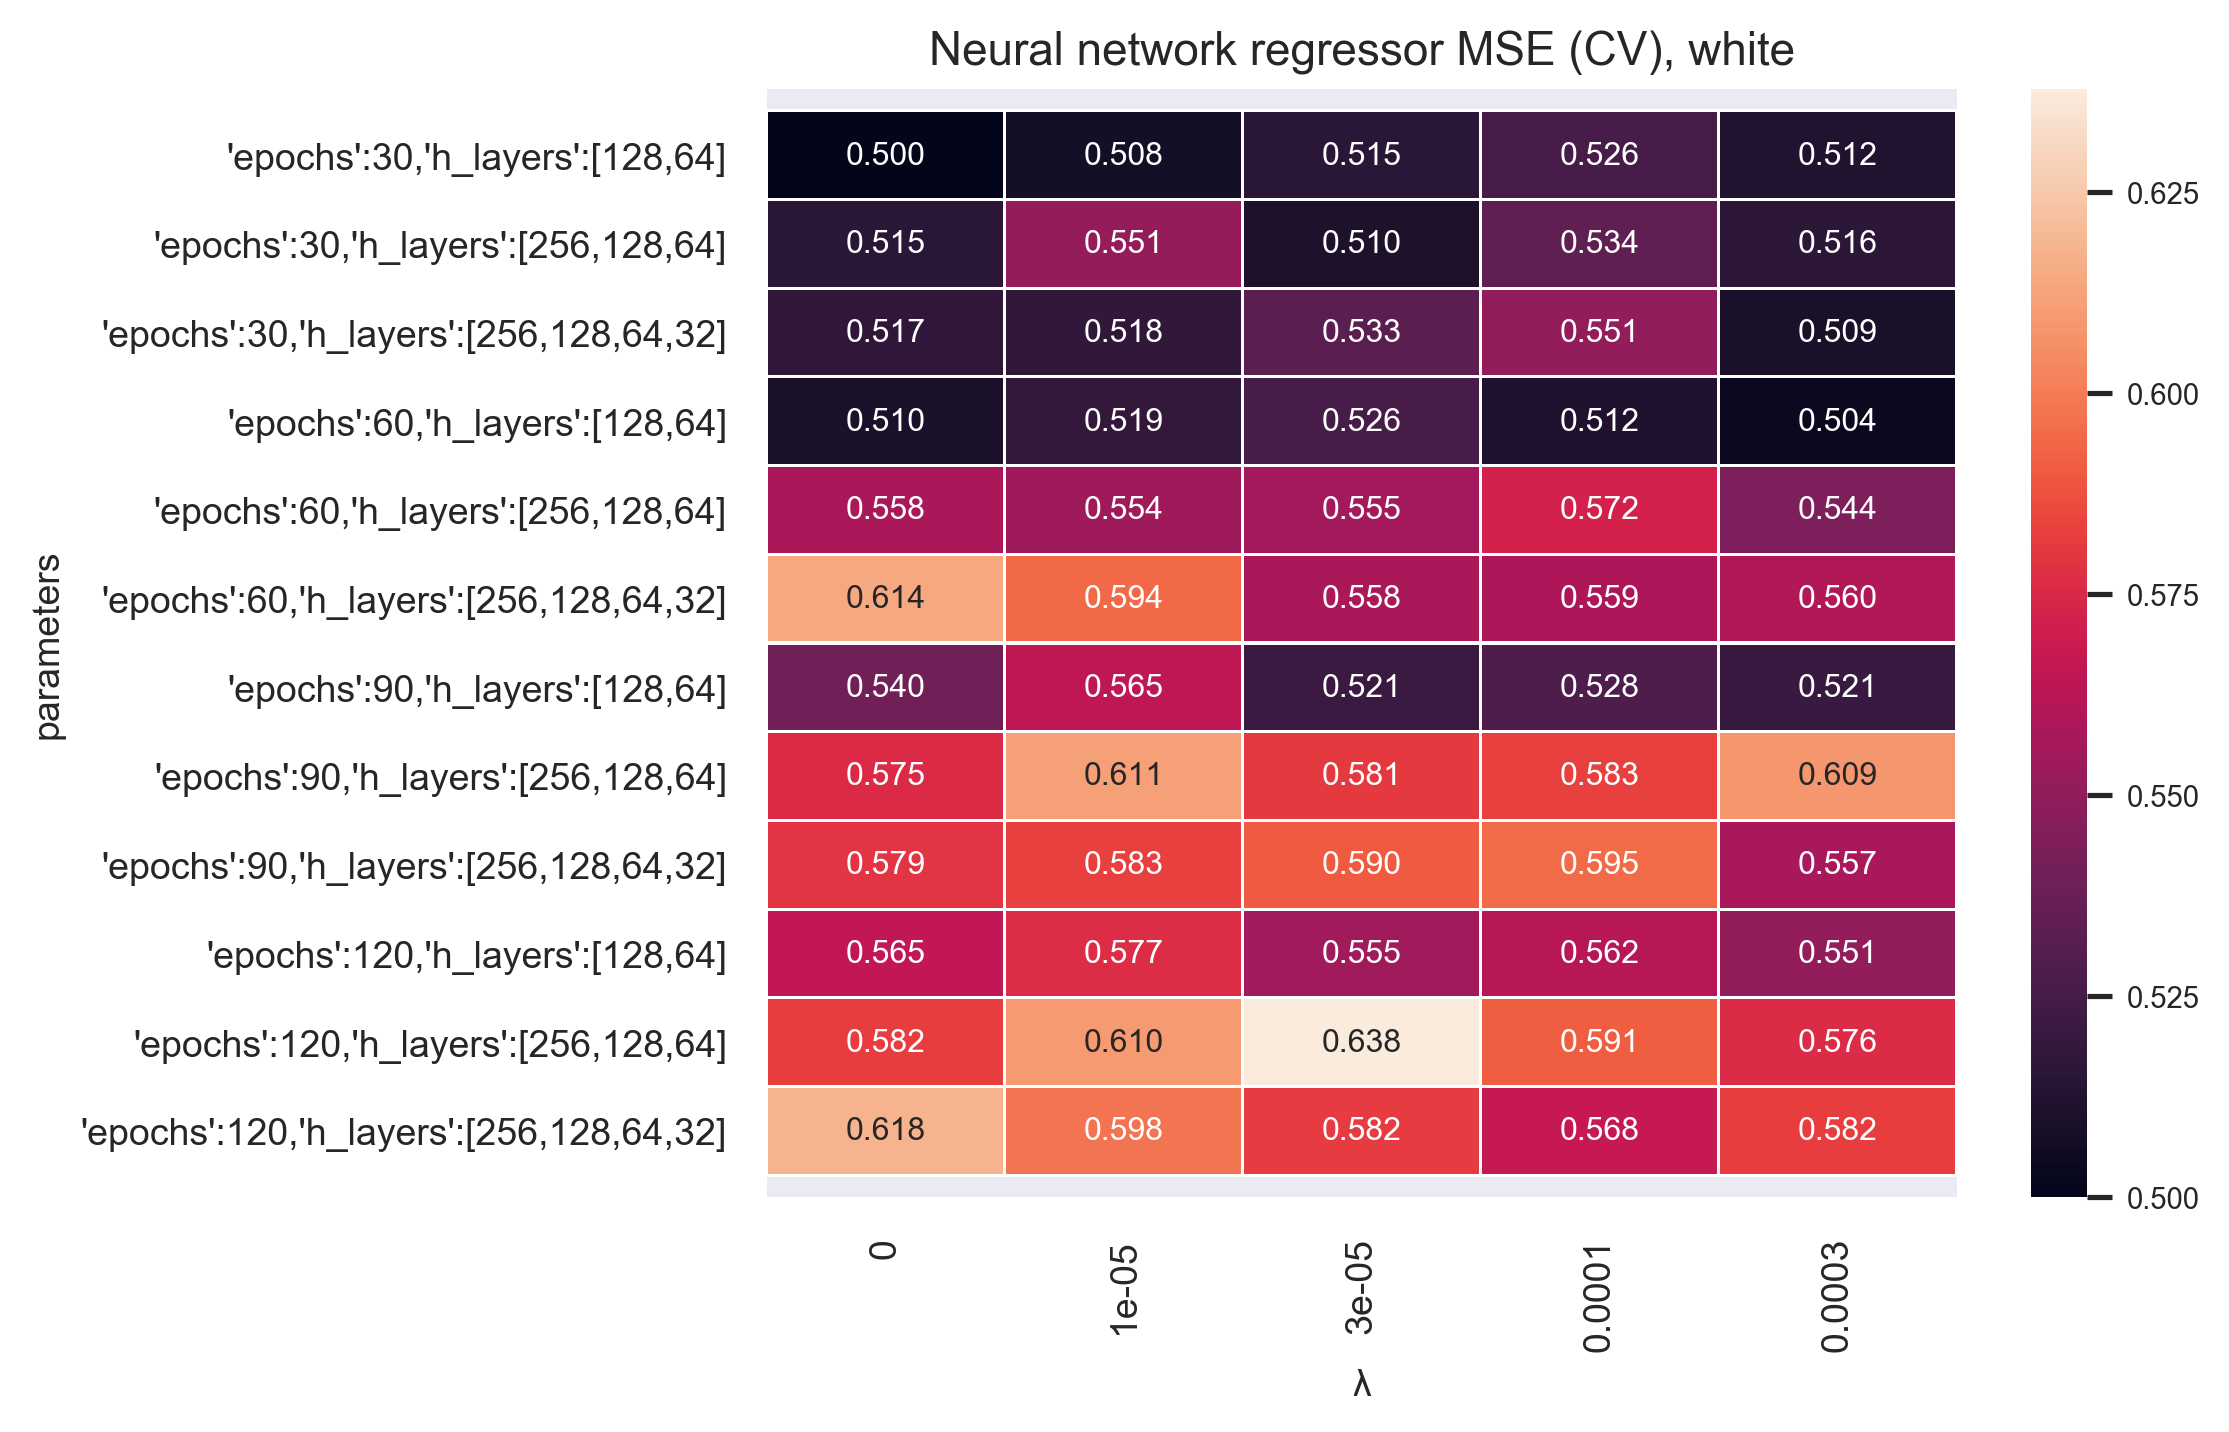 Neural network regressor MSE (CV), white
'epochs':30,'h_layers':[128,64] 0.500 0.508 0.515 0.526 0.512
'epochs':30,'h_layers':[256,128,64] 0.515 0.551 0.510 0.534 0.516
'epochs':30,'h_layers':[256,128,64,32] 0.517 0.518 0.533 0.551 0.509
'epochs':60,'h_layers':[128,64] 0.510 0.519 0.526 0.512 0.504
'epochs':60,'h_layers':[256,128,64] 0.558 0.554 0.555 0.572 0.544
'epochs':60,'h_layers':[256,128,64,32] 0.614 0.594 0.558 0.559 0.560
'epochs':90,'h_layers':[128,64] 0.540 0.565 0.521 0.528 0.521
'epochs':90,'h_layers':[256,128,64] 0.575 0.611 0.581 0.583 0.609
'epochs':90,'h_layers':[256,128,64,32] 0.579 0.583 0.590 0.595 0.557
'epochs':120,'h_layers':[128,64] 0.565 0.577 0.555 0.562 0.551
'epochs':120,'h_layers':[256,128,64] 0.582 0.610 0.638 0.591 0.576
'epochs':120,'h_layers':[256,128,64,32] 0.618 0.598 0.582 0.568 0.582
parameters
0 1e-05 3e-05 0.0001 0.0003
λ
0.625
0.600
0.575
0.550
0.525
0.500